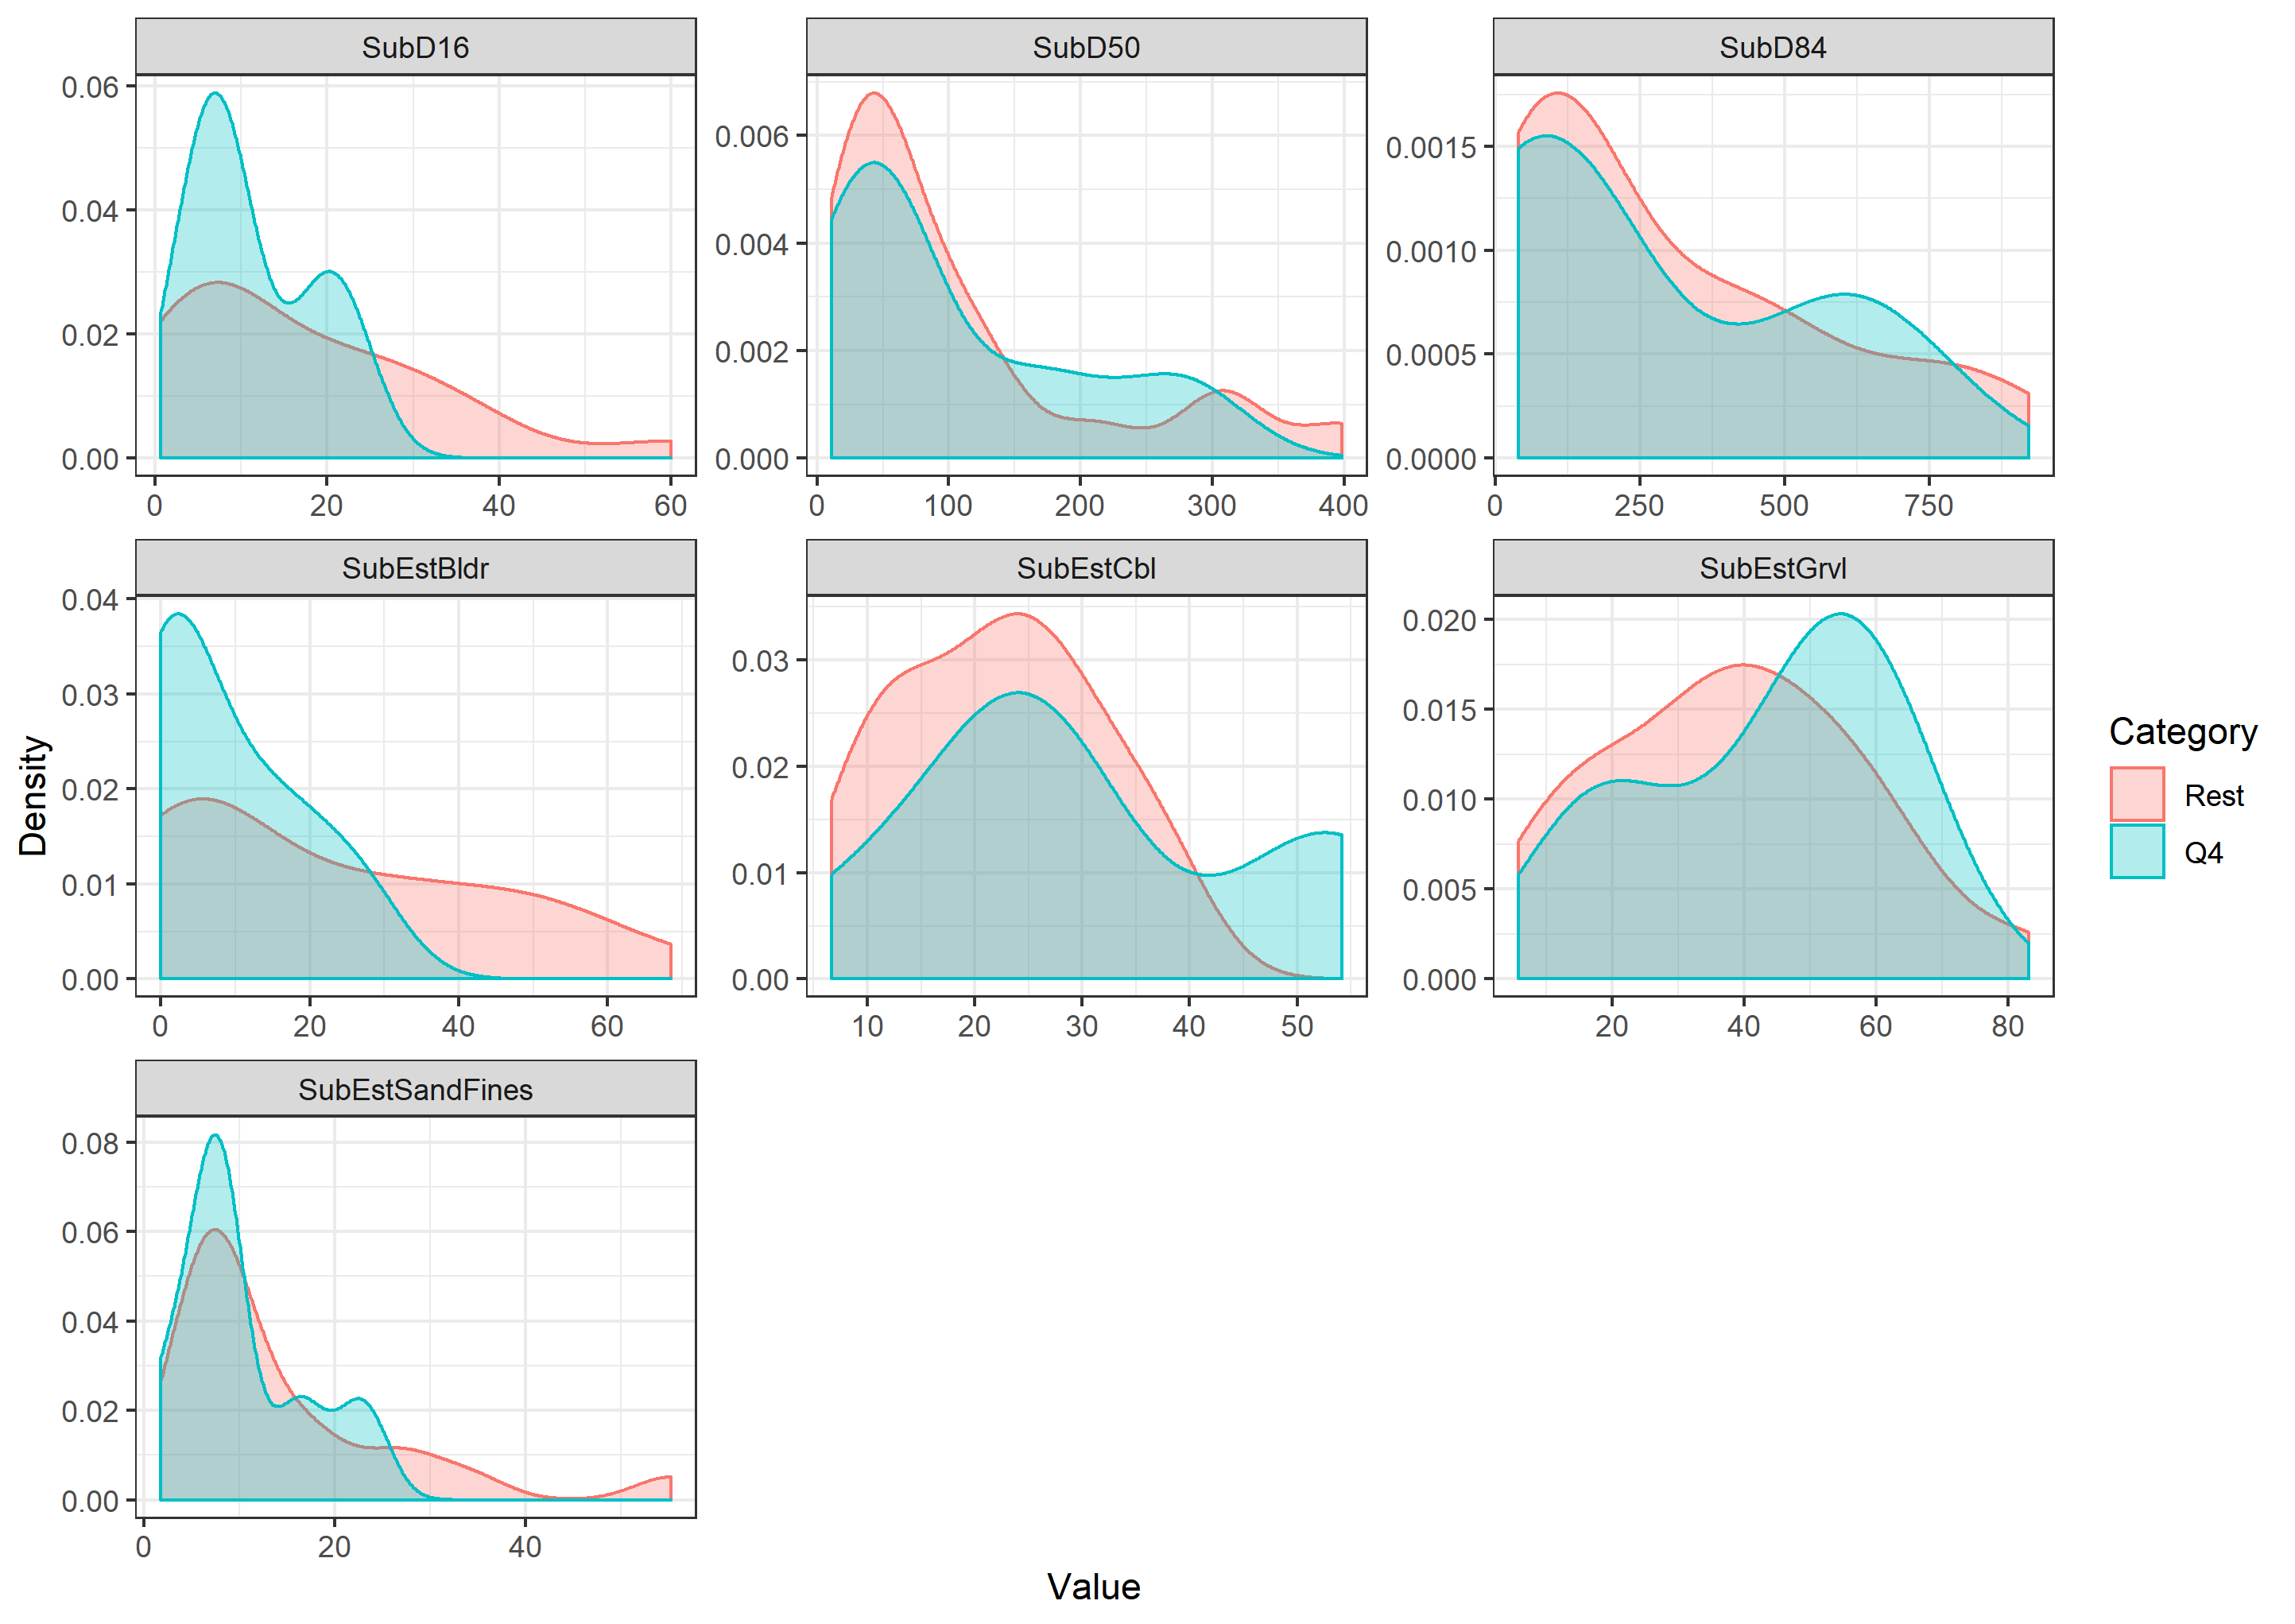 SubD16 SubD50 SubD84
0.06
0.04
0.02
0.00
0.006
0.004
0.002
0.000
0.0015
0.0010
0.0005
0.0000
0 20 40 60
0 100 200 300 400
0 250 500 750
SubEstBldr SubEstCbl SubEstGrvl
0.04
0.03
0.02
0.01
0.00
0.03
0.02
0.01
0.00
0.020
0.015
0.010
0.005
0.000
0 20 40 60
10 20 30 40 50
20 40 60 80
SubEstSandFines
0.08
0.06
0.04
0.02
0.00
0 20 40
Density
Value
Category
Rest
Q4